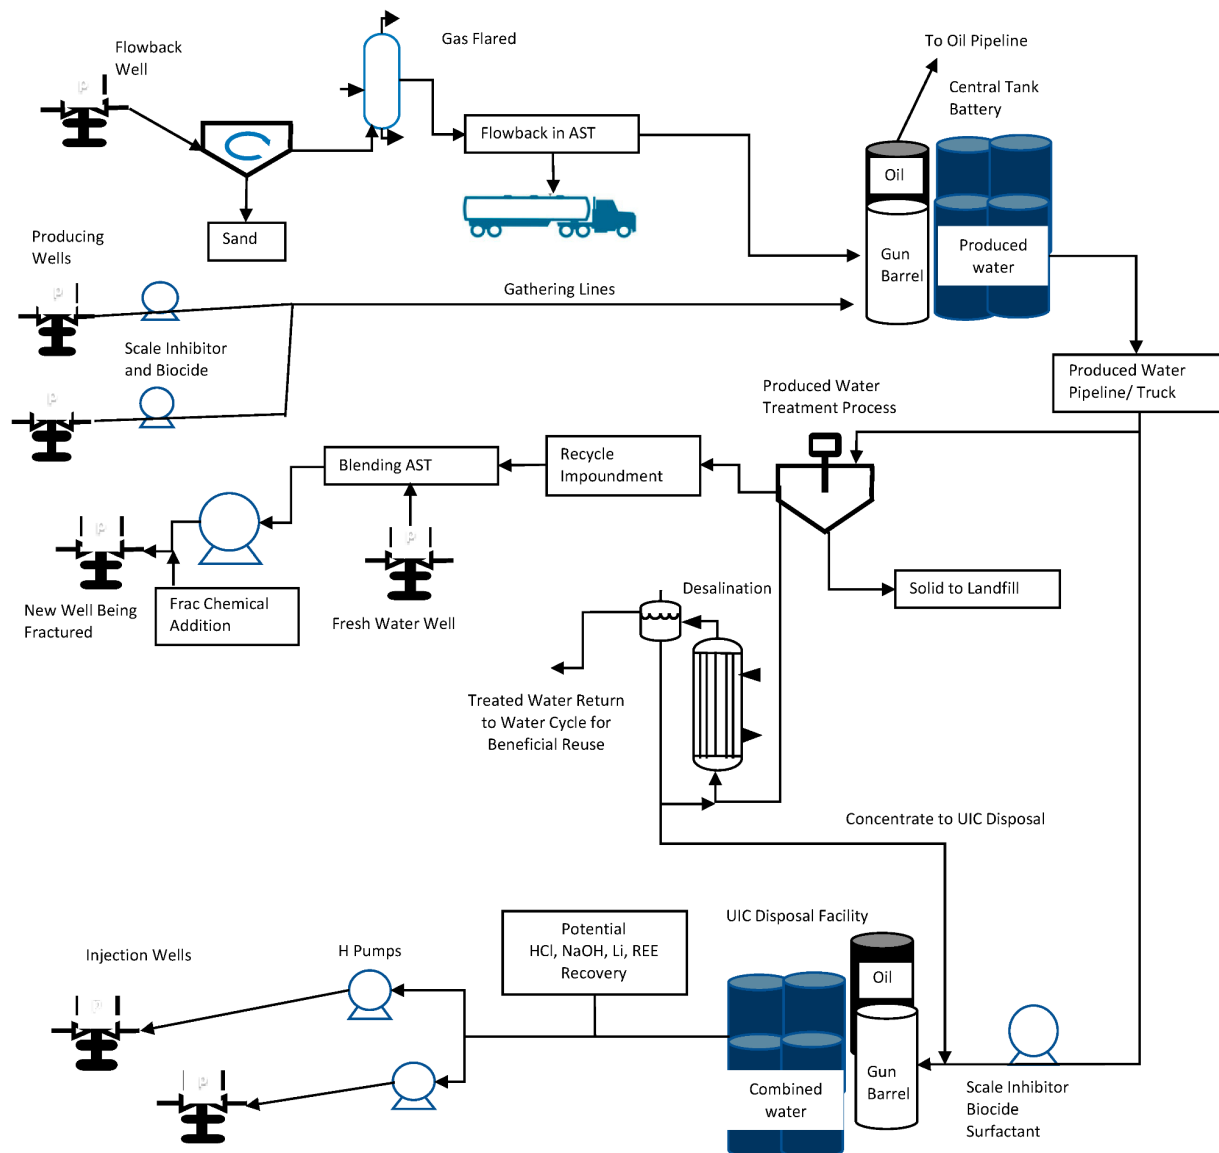 Flowback
Well
P
Gas Flared
To Oil Pipeline
Central Tank
Battery
Flowback in AST
Oil
Sand
Gun
Barrel
Produced
water
Producing
Wells
P
Gathering Lines
Scale Inhibitor
and Biocide
P
Produced Water
Pipeline/ Truck
Produced Water
Treatment Process
Recycle
Impoundment
Blending AST
P
P
Frac Chemical
Addition
New Well Being
Fractured
Fresh Water Well
Solid to Landfill
Desalination
Treated Water Return
to Water Cycle for
Beneficial Reuse
Concentrate to UIC Disposal
Potential
HCl, NaOH, Li, REE
Recovery
UIC Disposal Facility
Injection Wells
H Pumps
P
Oil
P
Combined
water
Gun
Barrel
Scale Inhibitor
Biocide
Surfactant